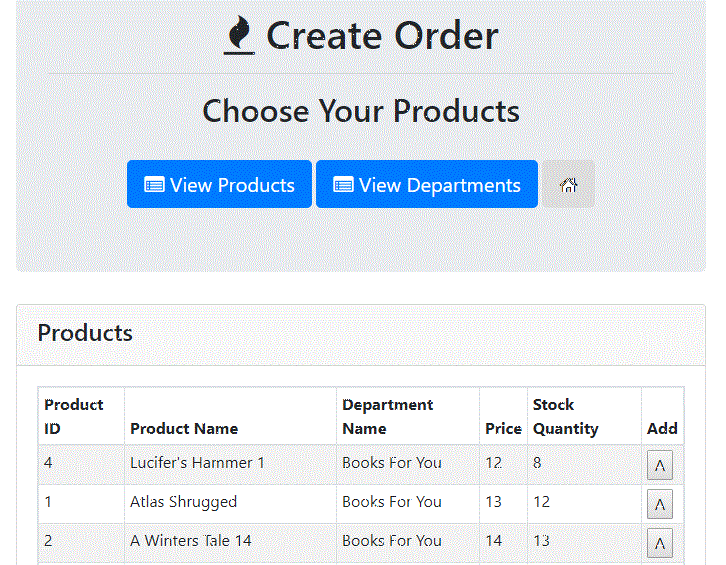 Create Order
Choose Your Products
View Products View Departments
Products
Product ID Product Name Department Name Price Stock Quantity Add
4 Lucifer's Hammer 1 Books For You 12 8 Λ
1 Atlas Shrugged Books For You 13 12 Λ
2 A Winters Tale 14 Books For You 14 13 Λ